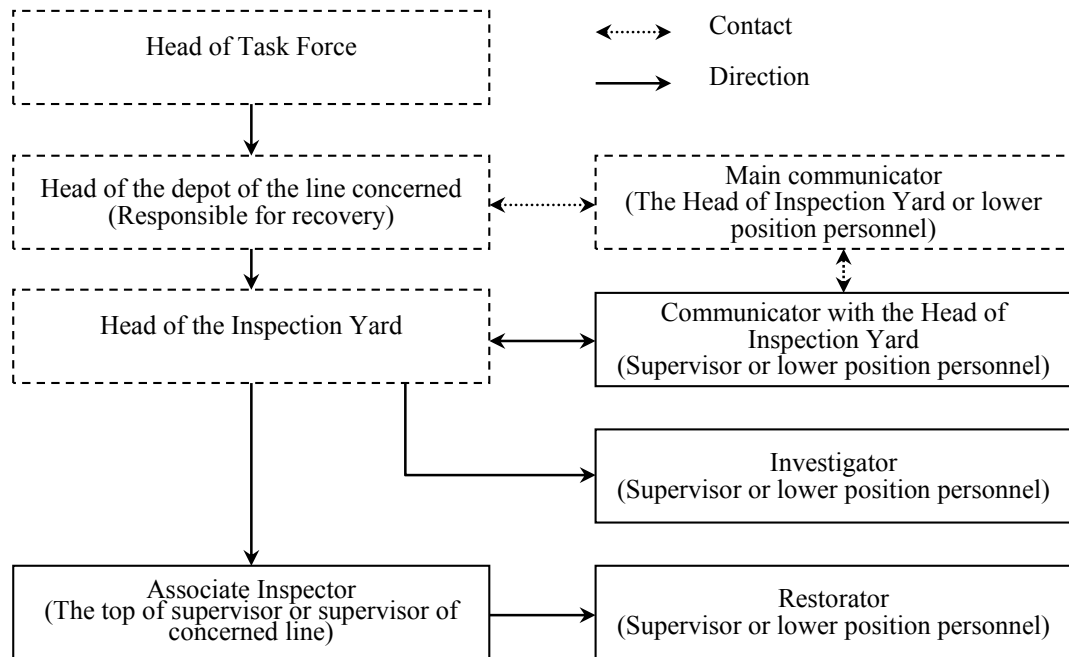 Head of Task Force
Contact
Direction
Head of the depot of the line concerned
(Responsible for recovery)
Main communicator
(The Head of Inspection Yard or lower
position personnel)
Head of the Inspection Yard
Communicator with the Head of
Inspection Yard
(Supervisor or lower position personnel)
Investigator
(Supervisor or lower position personnel)
Associate Inspector
(The top of supervisor or supervisor of
concerned line)
Restorator
(Supervisor or lower position personnel)